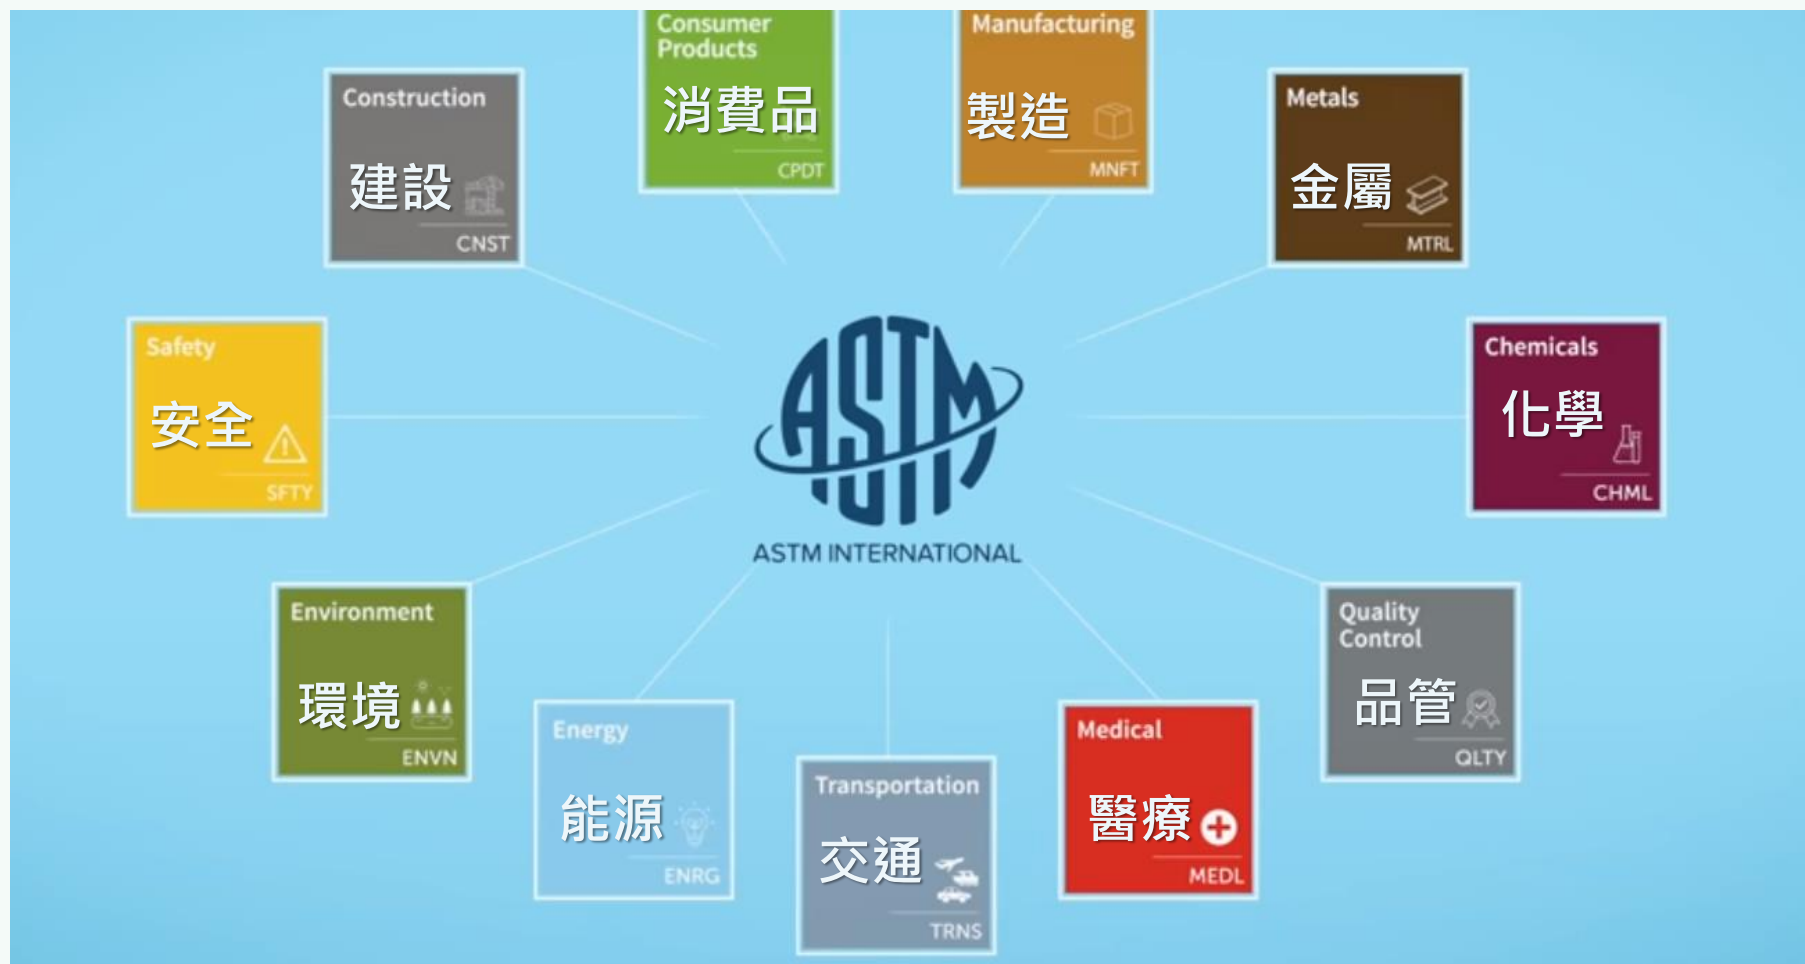 Consumer
Products
消費品
CPDT
Manufacturing
製造
MNFT
Construction
建設
CNST
Metals
金屬
MTRL
Safety
安全
SFTY
ASTM
ASTM INTERNATIONAL
Chemicals
化學
CHML
Environment
環境
ENVN
Quality
Control
品管
QLTY
Energy
能源
ENRG
Transportation
交通
TRNS
Medical
醫療
MEDL